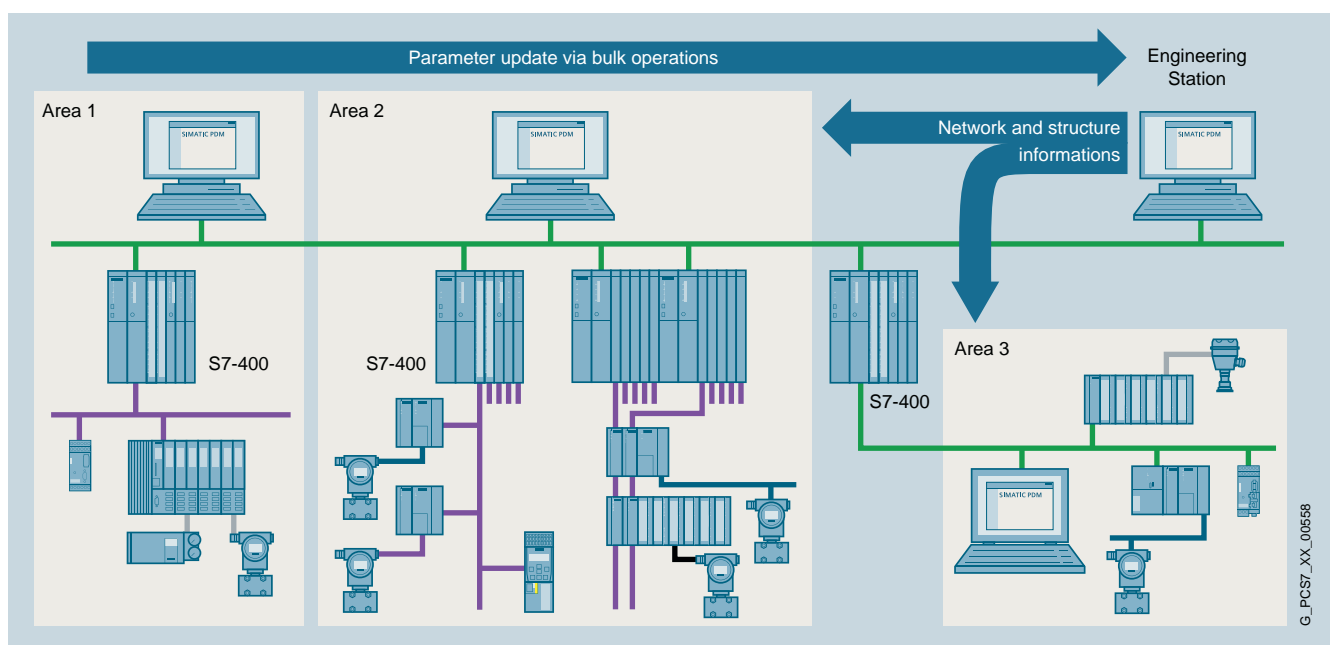 Parameter update via bulk operations
Engineering
Station
Area 1
Area 2
Network and structure
informations
SIMATIC PDM
SIMATIC PDM
SIMATIC PDM
S7-400
S7-400
S7-400
Area 3
SIMATIC PDM
G_PCS7_XX_00558